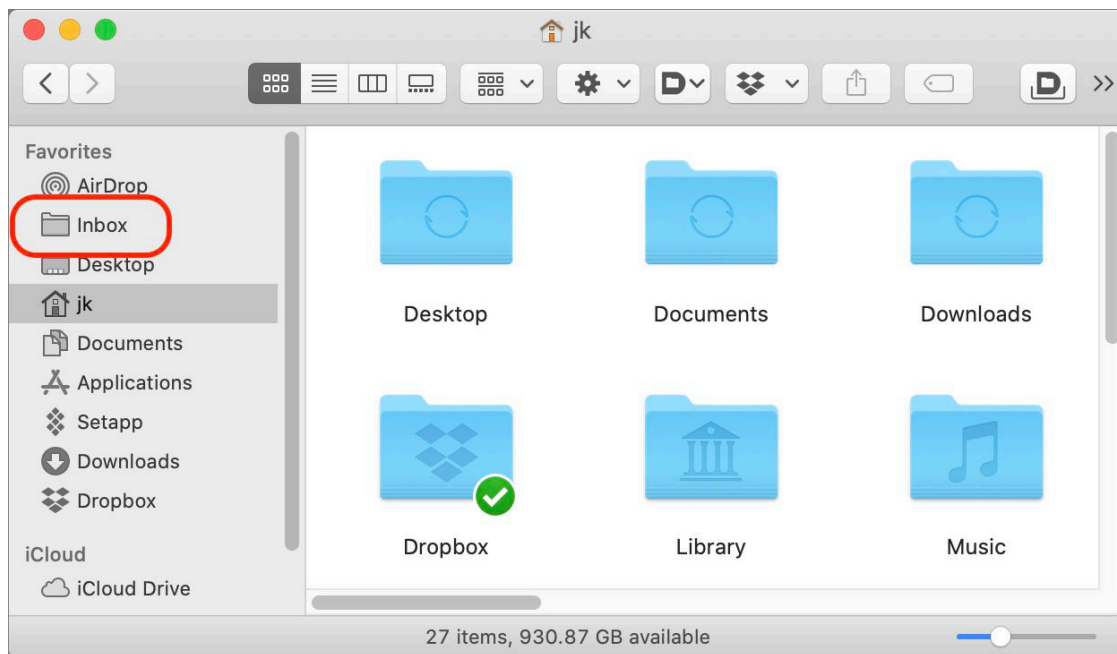 jk
Favorites
AirDrop
Inbox
Desktop
jk
Documents
Applications
Setapp
Downloads
Dropbox
iCloud
iCloud Drive
Desktop
Documents
Downloads
Dropbox
Library
Music
27 items, 930.87 GB available